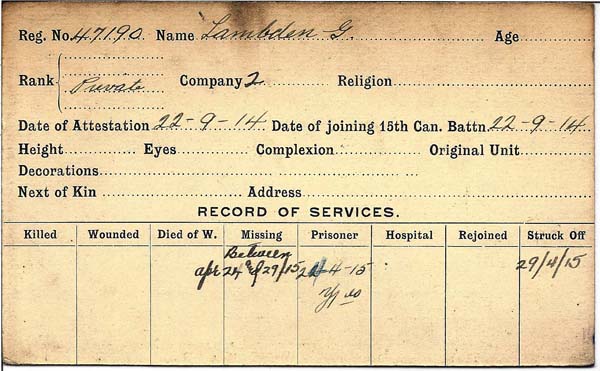 Reg. No. 47190 Name Lambden G. Age
Rank Private Company 2 Religion
Date of Attestation 22-9-14 Date of joining 15th Can. Battn 22-9-14
Height Eyes Complexion Original Unit
Decorations
Next of Kin Address
RECORD OF SERVICES.
Killed Wounded Died of W. Missing Prisoner Hospital Rejoined Struck Off
Between
apr 24 & 29/15 4-15 29/4/15